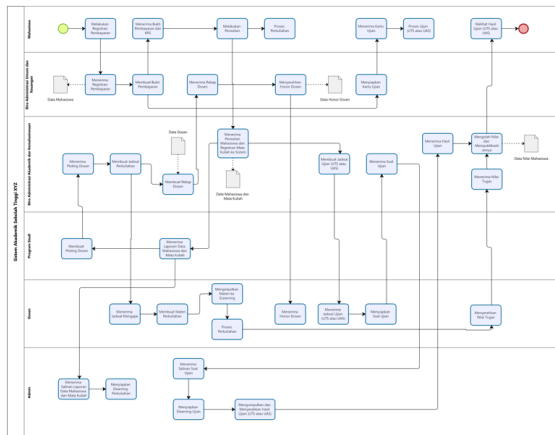 Sistem Akademik Sekolah Tinggi XYZ
Mahasiswa
Melakukan
Registrasi
Pembayaran
Menerima Bukti
Pembayaran dan
KRS
Melakukan
Perwalian
Proses
Perkuliahan
Menerima Kartu
Ujian
Proses Ujian
(UTS atau UAS)
Melihat Hasil
Ujian (UTS atau
UAS)
Biro Administrasi Umum dan
Keuangan
Menerima
Registrasi
Pembayaran
Membuat Bukti
Pembayaran
Menerima Rekap
Dosen
Menyerahkan
Honor Dosen
Menyiapkan
Kartu Ujian
Data Mahasiswa
Data Honor Dosen
Biro Administrasi Akademik dan Kemahasiswaan
Menerima
Ploting Dosen
Membuat Jadwal
Perkuliahan
Data Dosen
Membuat Rekap
Dosen
Menerima
Perwalian
Mahasiswa dan
Registrasi Mata
Kuliah ke Sistem
Data Mahasiswa dan
Mata Kuliah
Membuat Jadwal
Ujian (UTS atau
UAS)
Menerima Soal
Ujian
Menerima Hasil
Ujian
Mengolah Nilai
dan
Data Nilai Mahasiswa
Menerima Nilai
Tugas
Program Studi
Membuat
Ploting Dosen
Menerima
Laporan Data
Mahasiswa dan
Mata Kuliah
Dosen
Menerima
Jadwal Mengajar
Membuat Materi
Perkuliahan
Mengumpulkan
Materi ke
Elearning
Proses
Perkuliahan
Menerima
Honor Dosen
Menerima
Jadwal Ujian
(UTS atau UAS)
Menyiapkan
Soal Ujian
Menyerahkan
Nilai Tugas
Admin
Menerima
Salinan Laporan
Data Mahasiswa
dan Mata Kuliah
Menyiapkan
Elearning
Perkuliahan
Menerima
Salinan Soal
Ujian
Menyiapkan
Elearning Ujian
Mengumpulkan dan
Menyerahkan Hasil
Ujian (UTS atau UAS)